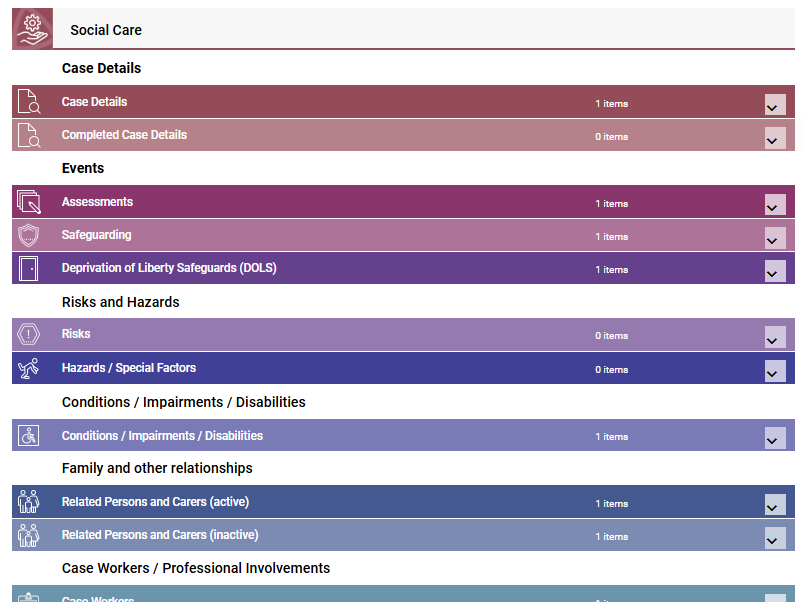 Social Care
Case Details
Case Details 1 items
Completed Case Details 0 items
Events
Assessments 1 items
Safeguarding 1 items
Deprivation of Liberty Safeguards (DOLS) 1 items
Risks and Hazards
Risks 0 items
Hazards / Special Factors 0 items
Conditions / Impairments / Disabilities
Conditions / Impairments / Disabilities 1 items
Family and other relationships
Related Persons and Carers (active) 1 items
Related Persons and Carers (inactive) 1 items
Case Workers / Professional Involvements
Case Workers 1 items